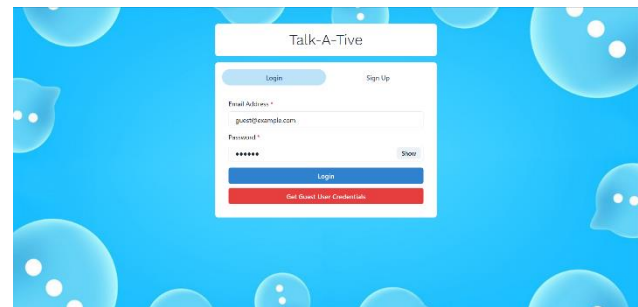 Talk-A-Tive
Login Sign Up
Email Address *
guest@example.com
Password *
•••••• Show
Login
Get Guest User Credentials